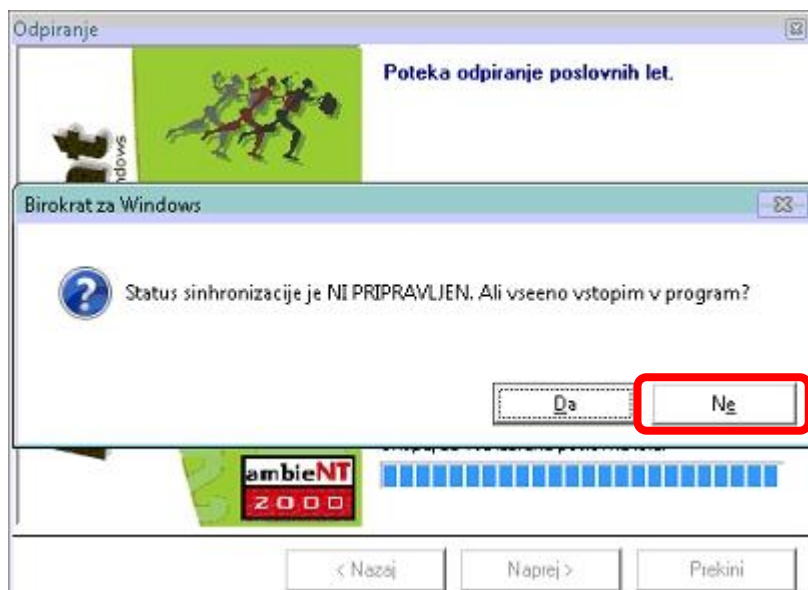 Odpiranje
Poteka odpiranje poslovnih let.
Birokrat za Windows
Status sinhronizacije je NI PRIPRAVLJEN. Ali vseeno vstopim v program?
Da
Ne
ambieNT
2000
< Nazaj
Naprej >
Prekini